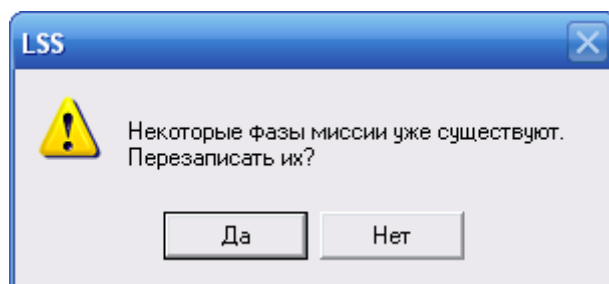 LSS
Некоторые фазы миссии уже существуют.
Перезаписать их?
Да
Нет